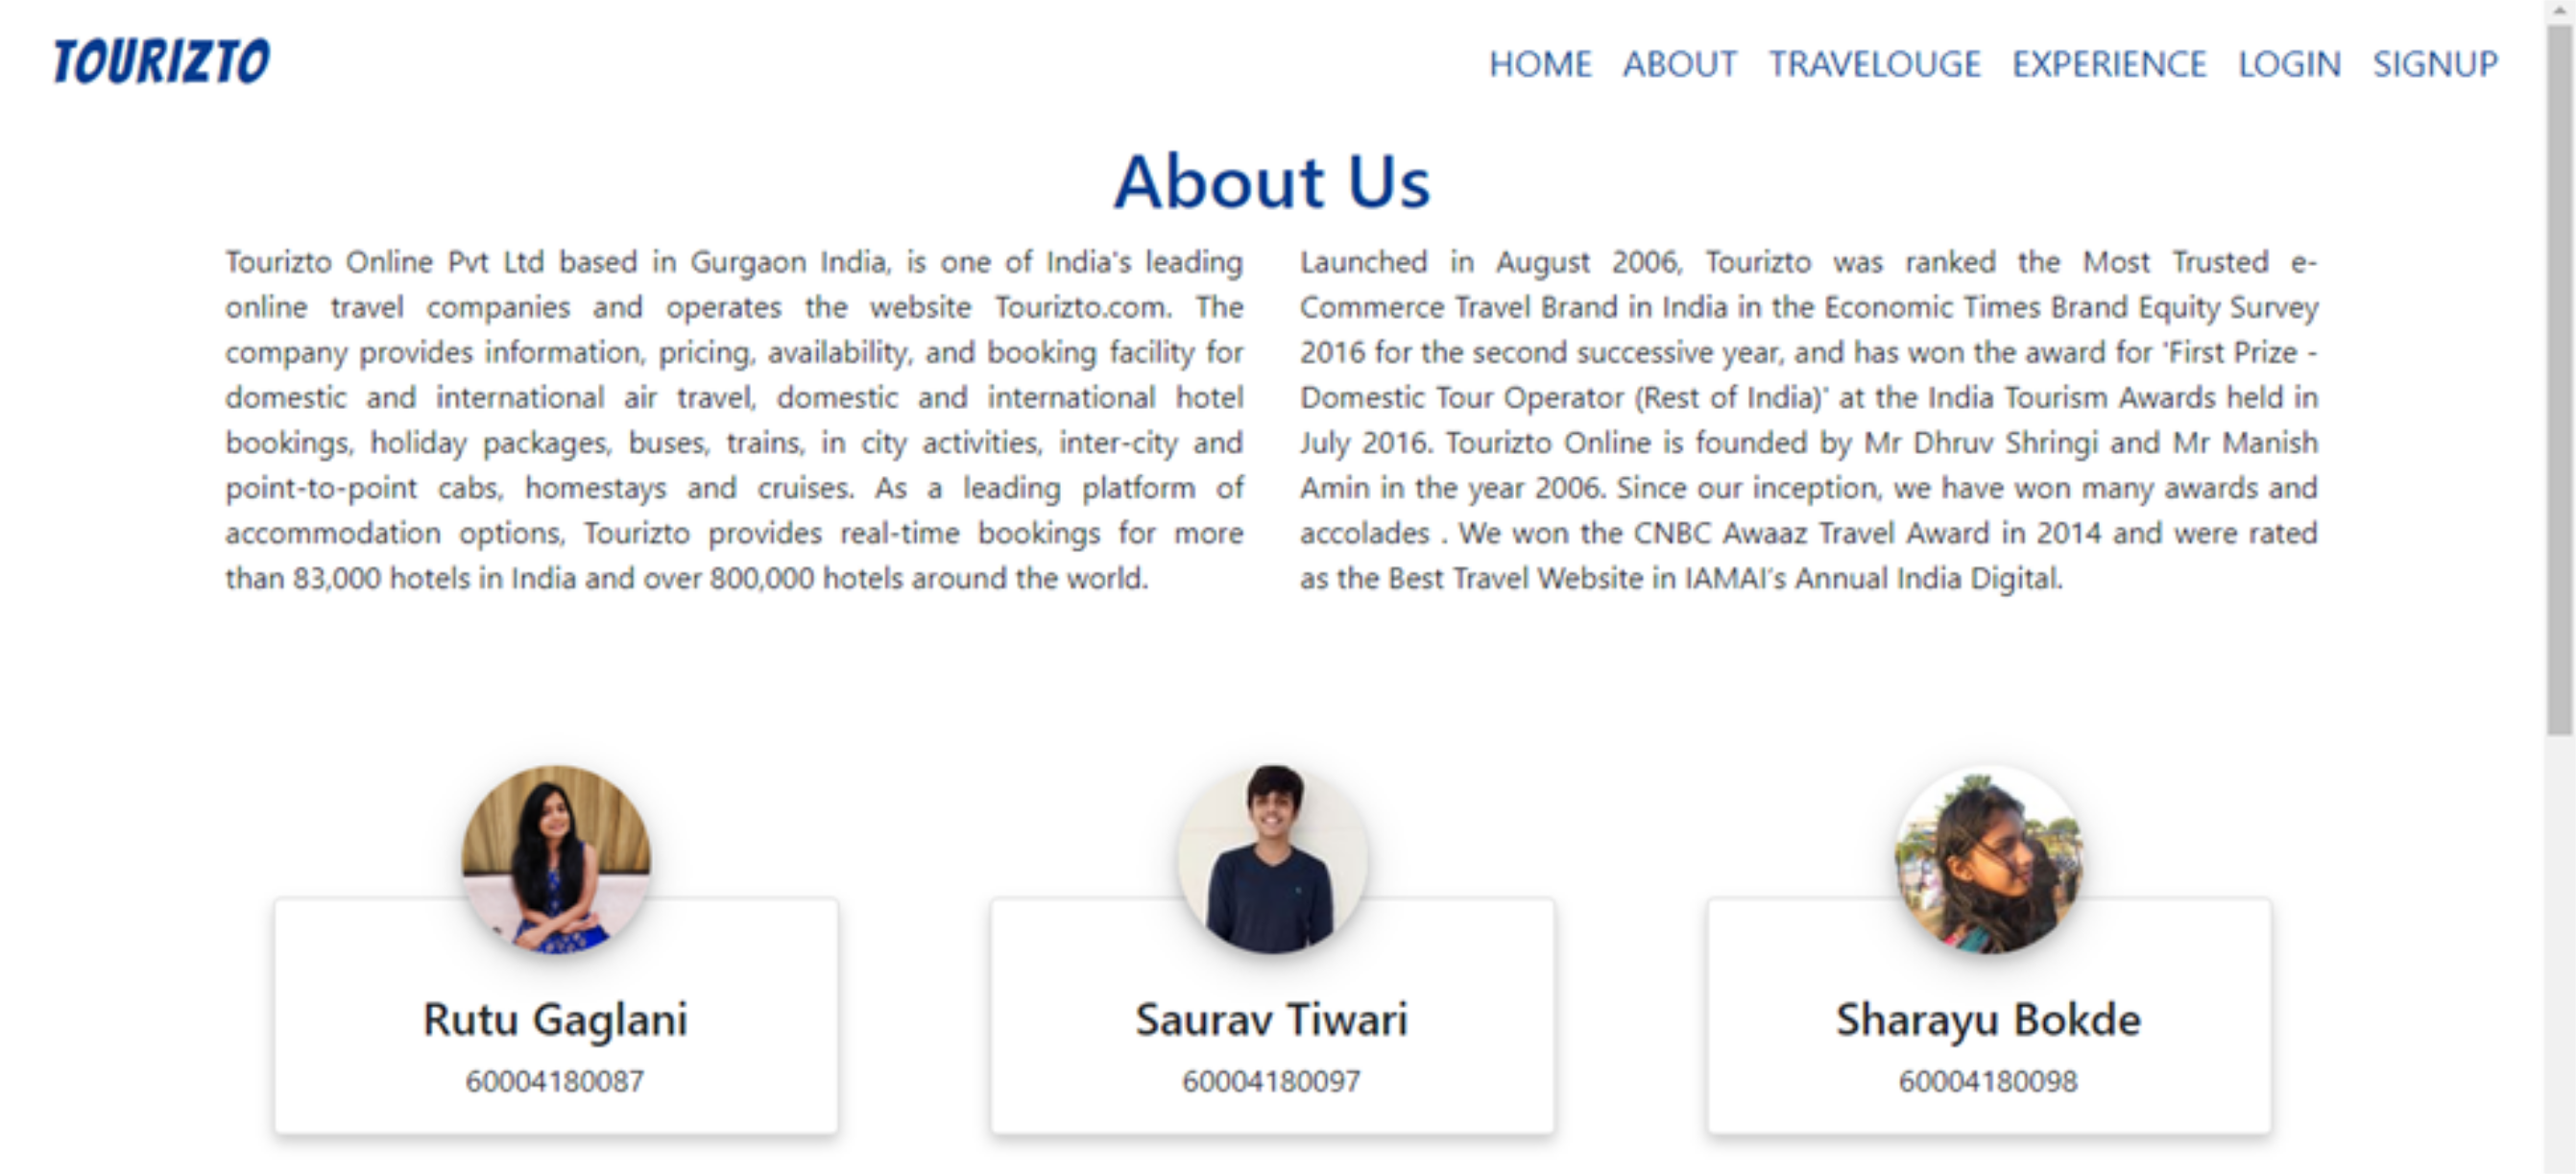 TOURIZTO
HOME ABOUT TRAVELOUGE EXPERIENCE LOGIN SIGNUP
About Us
Tourizto Online Pvt Ltd based in Gurgaon India, is one of India's leading
online travel companies and operates the website Tourizto.com. The
company provides information, pricing, availability, and booking facility for
domestic and international air travel, domestic and international hotel
bookings, holiday packages, buses, trains, in city activities, inter-city and
point-to-point cabs, homestays and cruises. As a leading platform of
accommodation options, Tourizto provides real-time bookings for more
than 83,000 hotels in India and over 800,000 hotels around the world.
Launched in August 2006, Tourizto was ranked the Most Trusted e-
Commerce Travel Brand in India in the Economic Times Brand Equity Survey
2016 for the second successive year, and has won the award for 'First Prize -
Domestic Tour Operator (Rest of India)' at the India Tourism Awards held in
July 2016. Tourizto Online is founded by Mr Dhruv Shringi and Mr Manish
Amin in the year 2006. Since our inception, we have won many awards and
accolades . We won the CNBC Awaaz Travel Award in 2014 and were rated
as the Best Travel Website in IAMAI's Annual India Digital.
Rutu Gaglani
60004180087
Saurav Tiwari
60004180097
Sharayu Bokde
60004180098